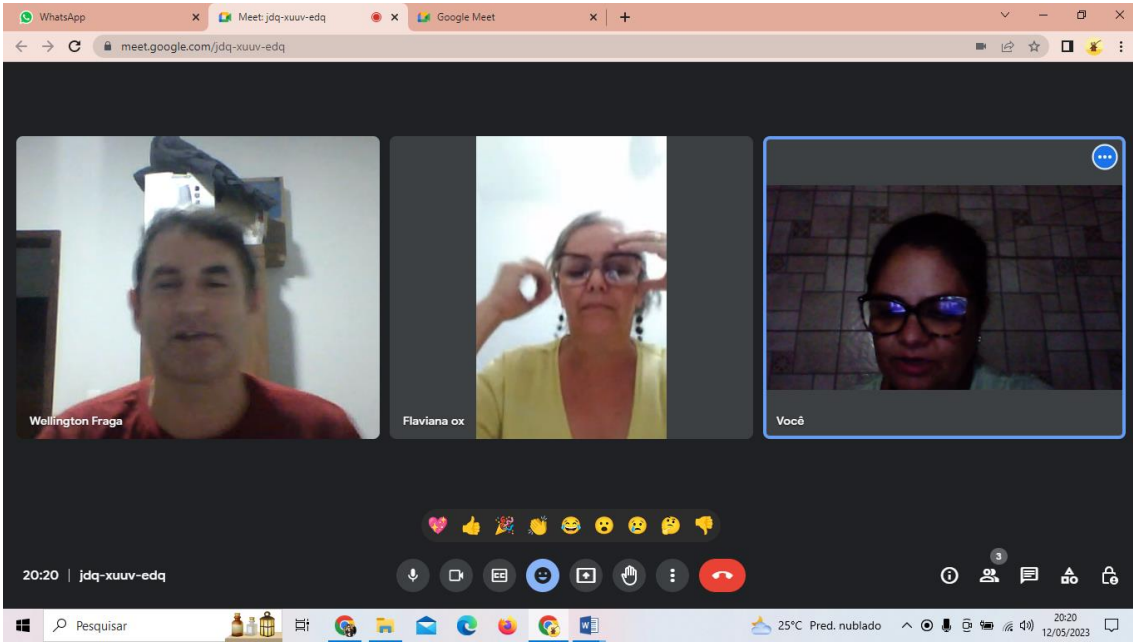 WhatsApp
Meet: jdq-xuuv-edq
Google Meet
meet.google.com/jdq-xuuv-edq
Wellington Fraga
Flaviana ox
Você
CC
3
20:20 | jdq-xuuv-edq
Pesquisar
25°C Pred. nublado
20:20
12/05/2023